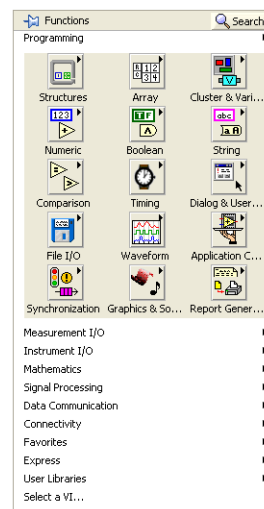 Functions Search
Programming
Structures Array Cluster & Vari...
123
Numeric Boolean String
Comparison Timing Dialog & User...
File I/O Waveform Application C...
Synchronization Graphics & So... Report Gener...
Measurement I/O
Instrument I/O
Mathematics
Signal Processing
Data Communication
Connectivity
Favorites
Express
User Libraries
Select a VI...